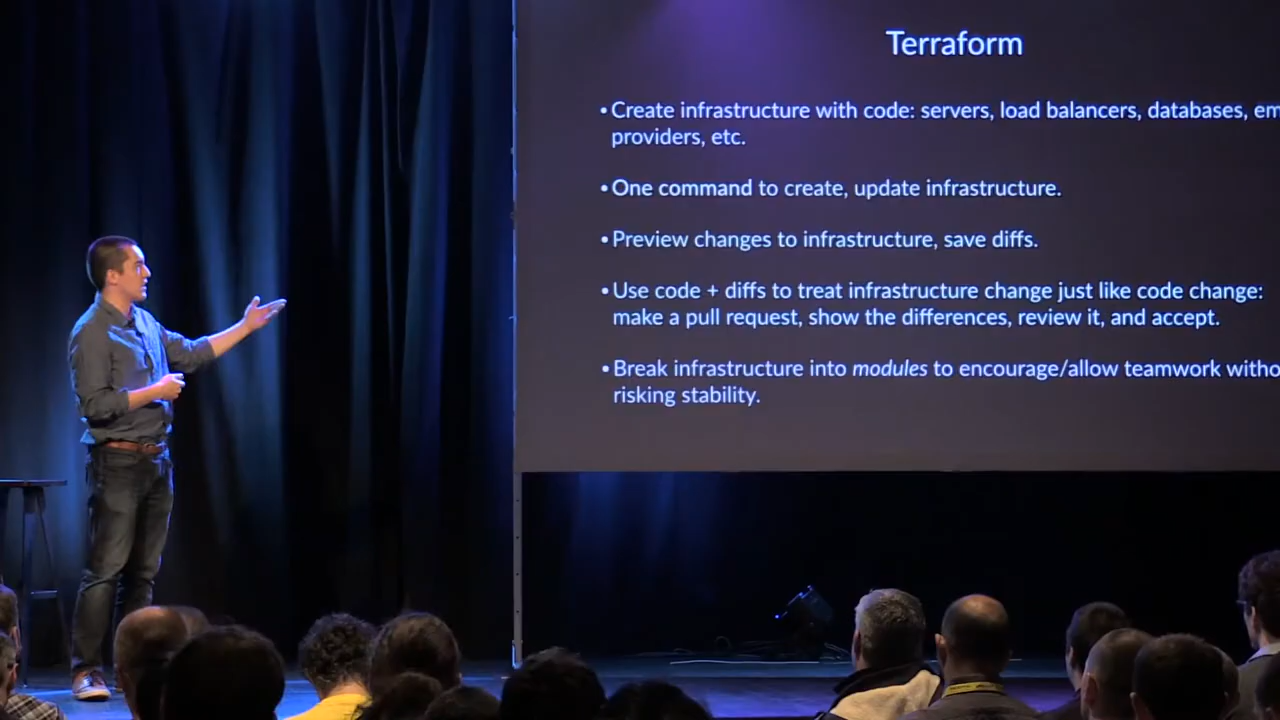 Terraform
• Create infrastructure with code: servers, load balancers, databases,
providers, etc.
• One command to create, update infrastructure.
• Preview changes to infrastructure, save diffs.
• Use code + diffs to treat infrastructure change just like code change:
make a pull request, show the differences, review it, and accept.
• Break infrastructure into modules to encourage/allow teamwork
risking stability.